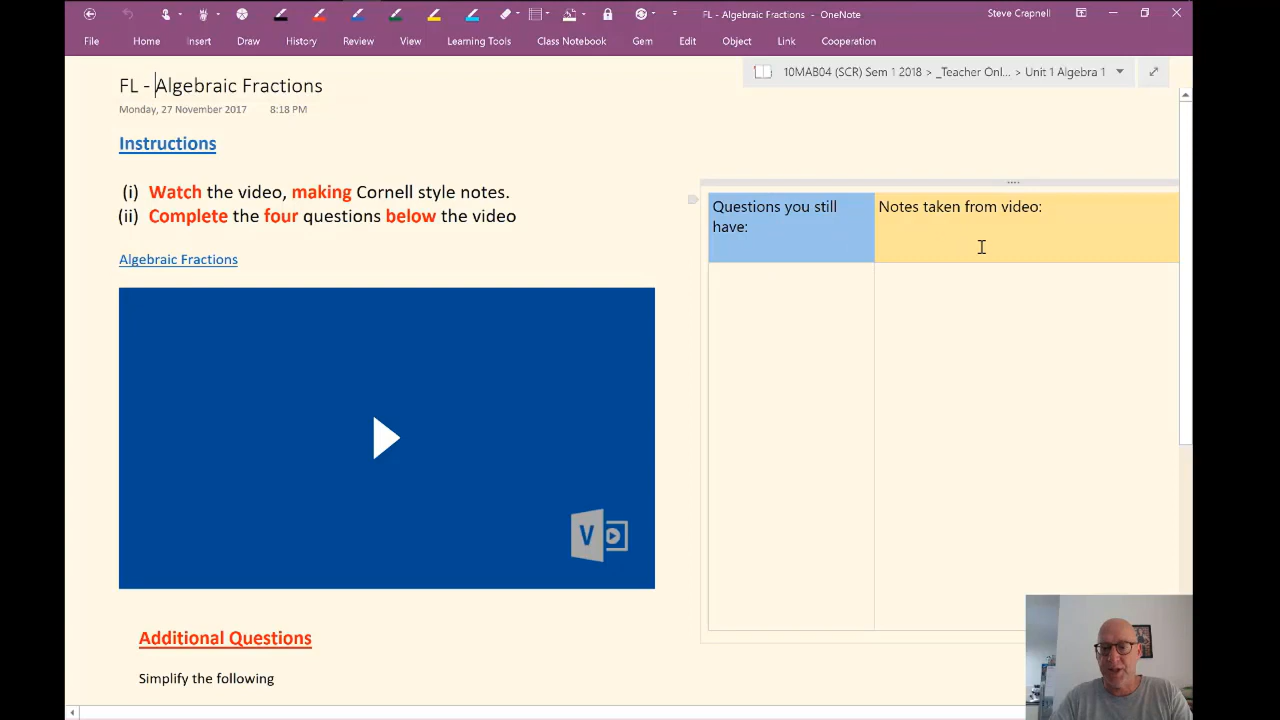 FL - Algebraic Fractions - OneNote
Steve Crapnell
File Home Insert Draw History Review View Learning Tools Class Notebook Gem Edit Object Link Cooperation
10MAB04 (SCR) Sem 1 2018 > _Teacher Onl... > Unit 1 Algebra 1
FL - Algebraic Fractions
Monday, 27 November 2017 8:18 PM
Instructions
(i) Watch the video, making Cornell style notes.
(ii) Complete the four questions below the video
Algebraic Fractions
V
Additional Questions
Simplify the following
Questions you still
have:
Notes taken from video: